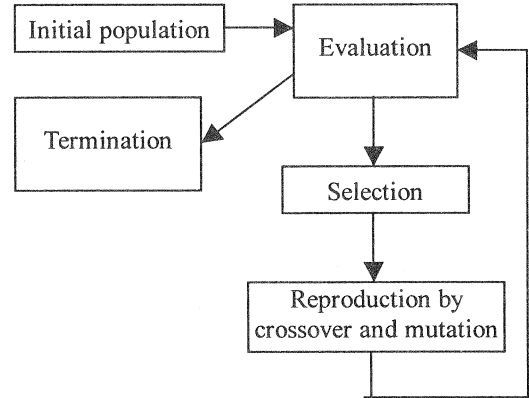 Initial population
Evaluation
Termination
Selection
Reproduction by
crossover and mutation